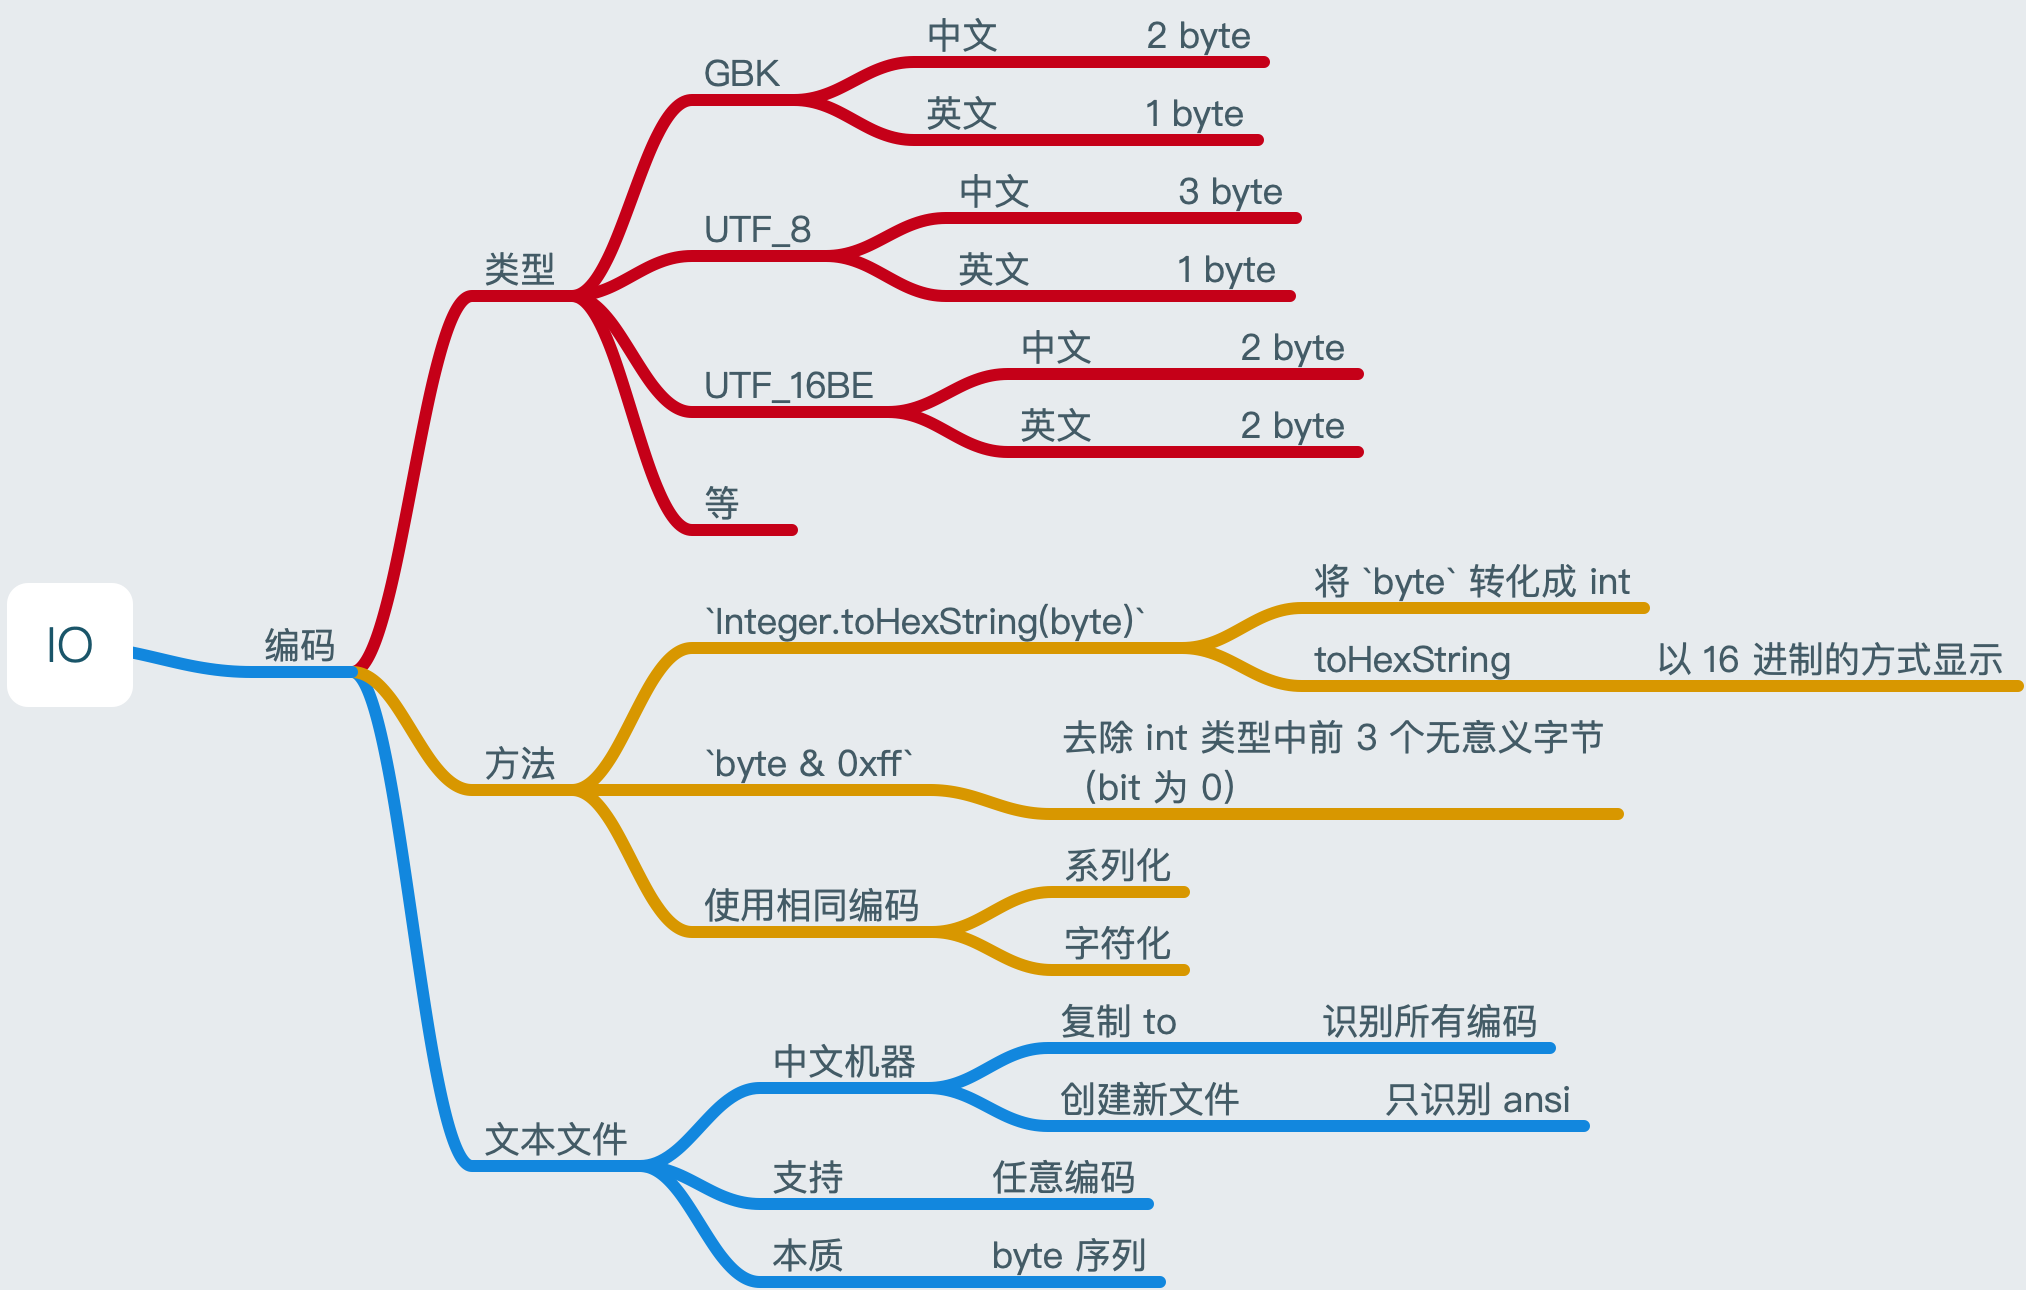 IO
编码
类型
GBK
中文 2 byte
英文 1 byte
UTF_8
中文 3 byte
英文 1 byte
UTF_16BE
中文 2 byte
英文 2 byte
等
方法
`Integer.toHexString(byte)`
将 `byte` 转化成 int
toHexString 以 16 进制的方式显示
`byte & 0xff`
去除 int 类型中前 3 个无意义字节
（bit 为 0)
使用相同编码
系列化
字符化
文本文件
中文机器
复制 to 识别所有编码
创建新文件 只识别 ansi
支持 任意编码
本质 byte 序列